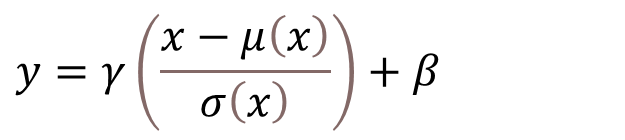 y = γ ( (x − μ(x)) / σ(x) ) + β